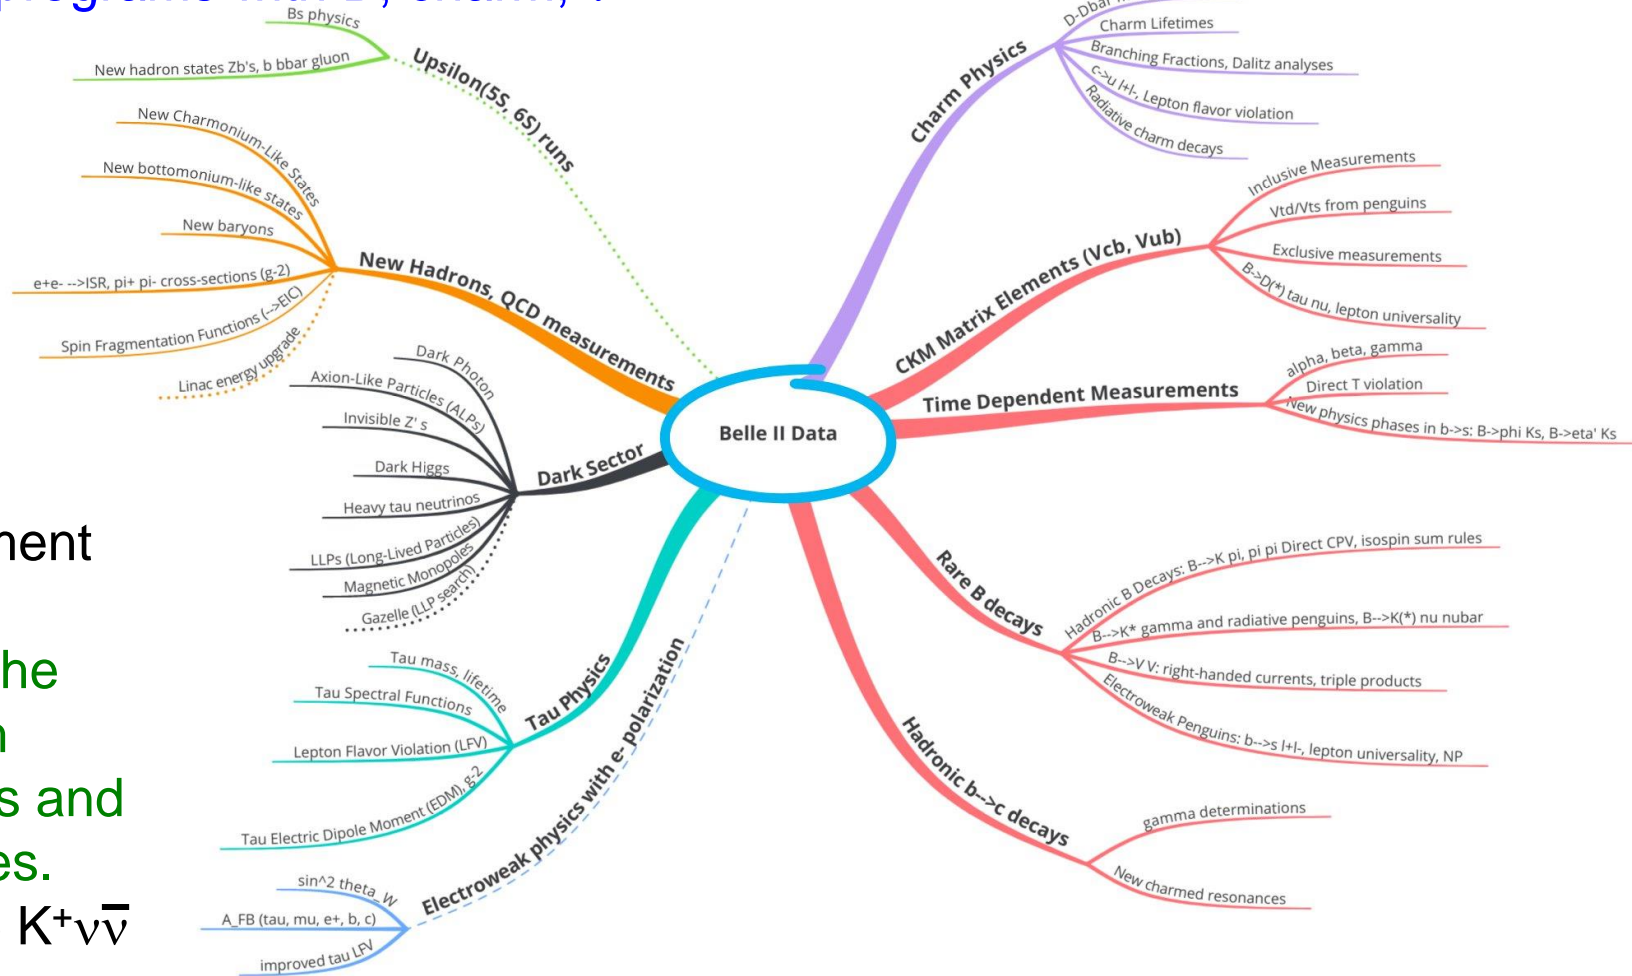 programs with B, charm, τ
Bs physics
New hadron states Zb's, b bbar gluon
Upsilon(5S, 6S) runs
New Charmonium-Like States
New bottomonium-like states
New baryons
e+e- -->ISR, pi+ pi- cross-sections (g-2)
Spin Fragmentation Functions (-->EIC)
Linac energy upgrade
New Hadrons, QCD measurements
Dark Photon
Axion-Like Particles (ALPs)
Invisible Z' s
Dark Higgs
Heavy tau neutrinos
LLPs (Long-Lived Particles)
Magnetic Monopoles
Gazelle (LLP search)
Dark Sector
Tau mass, lifetime
Tau Spectral Functions
Lepton Flavor Violation (LFV)
Tau Electric Dipole Moment (EDM), g-2
Tau Physics
sin^2 theta_W
A_FB (tau, mu, e+, b, c)
improved tau LFV
Electroweak physics with e- polarization
Belle II Data
Charm Physics
D-Dbar
Charm Lifetimes
Branching Fractions, Dalitz analyses
c->u l+l-, Lepton flavor violation
Radiative charm decays
CKM Matrix Elements (Vcb, Vub)
Inclusive Measurements
Vtd/Vts from penguins
Exclusive measurements
B->D(*) tau nu, lepton universality
Time Dependent Measurements
alpha, beta, gamma
Direct T violation
New physics phases in b->s: B->phi Ks, B->eta' Ks
Rare B decays
Hadronic B Decays: B-->K pi, pi pi Direct CPV, isospin sum rules
B-->K* gamma and radiative penguins, B-->K(*) nu nubar
B-->V V: right-handed currents, triple products
Electroweak Penguins: b-->s l+l-, lepton universality, NP
Hadronic b-->c decays
gamma determinations
New charmed resonances
ment
he
n
s and
es.
K⁺νν̅